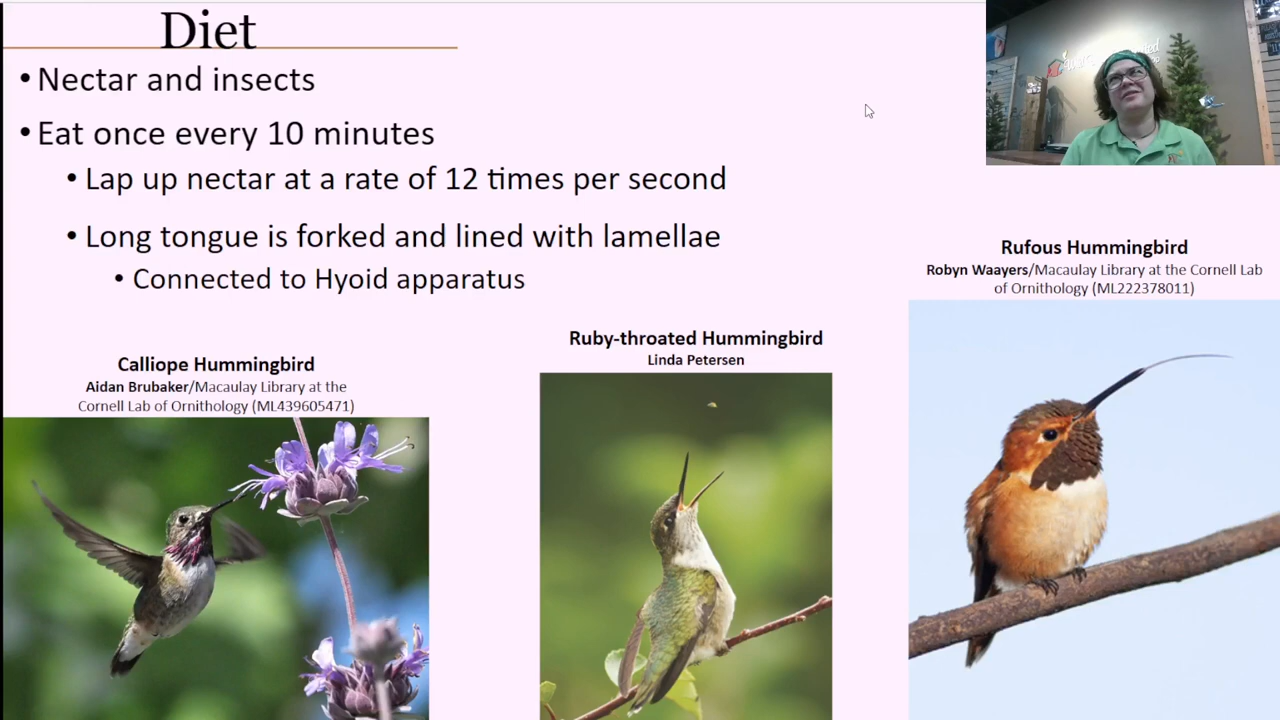 Diet
• Nectar and insects
• Eat once every 10 minutes
• Lap up nectar at a rate of 12 times per second
• Long tongue is forked and lined with lamellae
• Connected to Hyoid apparatus
Calliope Hummingbird
Aidan Brubaker/Macaulay Library at the
Cornell Lab of Ornithology (ML439605471)
Ruby-throated Hummingbird
Linda Petersen
Rufous Hummingbird
Robyn Waayers/Macaulay Library at the Cornell Lab
of Ornithology (ML222378011)